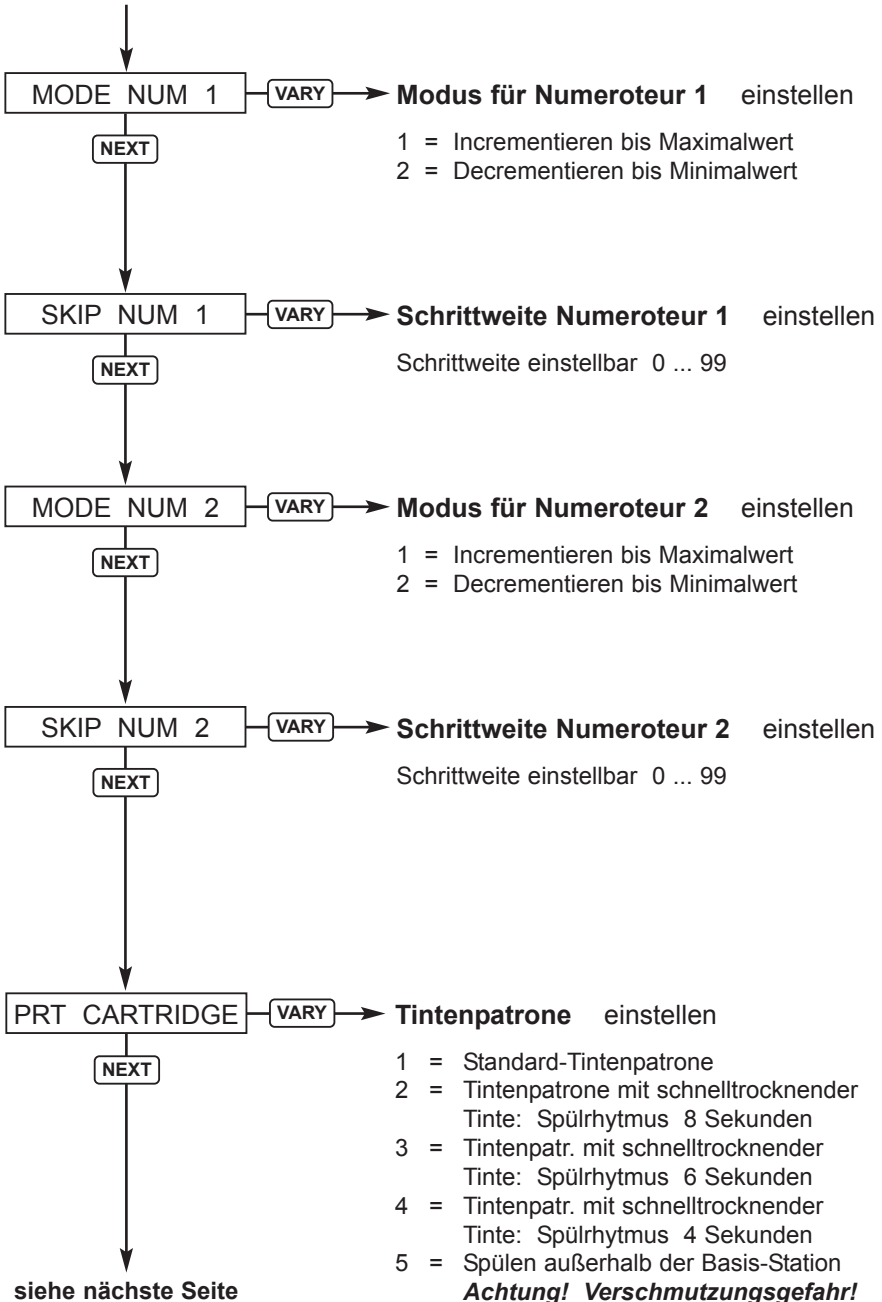 MODE NUM 1 VARY Modus für Numeroteur 1 einstellen
NEXT
1 = Incrementieren bis Maximalwert
2 = Decrementieren bis Minimalwert
SKIP NUM 1 VARY Schrittweite Numeroteur 1 einstellen
NEXT
Schrittweite einstellbar 0 ... 99
MODE NUM 2 VARY Modus für Numeroteur 2 einstellen
NEXT
1 = Incrementieren bis Maximalwert
2 = Decrementieren bis Minimalwert
SKIP NUM 2 VARY Schrittweite Numeroteur 2 einstellen
NEXT
Schrittweite einstellbar 0 ... 99
PRT CARTRIDGE VARY Tintenpatrone einstellen
NEXT
1 = Standard-Tintenpatrone
2 = Tintenpatrone mit schnelltrocknender
Tinte: Spülrhytmus 8 Sekunden
3 = Tintenpatr. mit schnelltrocknender
Tinte: Spülrhytmus 6 Sekunden
4 = Tintenpatr. mit schnelltrocknender
Tinte: Spülrhytmus 4 Sekunden
5 = Spülen außerhalb der Basis-Station
Achtung! Verschmutzungsgefahr!
siehe nächste Seite